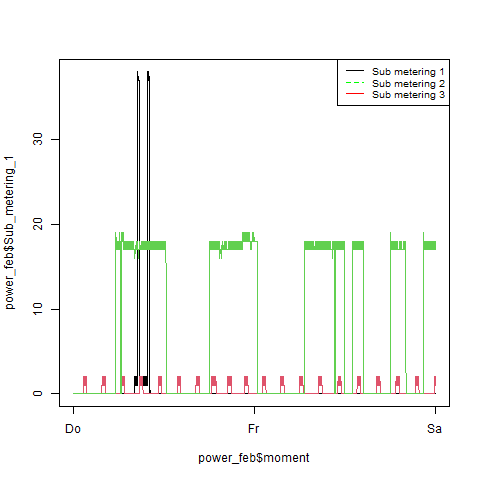 Sub metering 1
Sub metering 2
Sub metering 3
power_feb$Sub_metering_1
30
20
10
0
Do
Fr
Sa
power_feb$moment